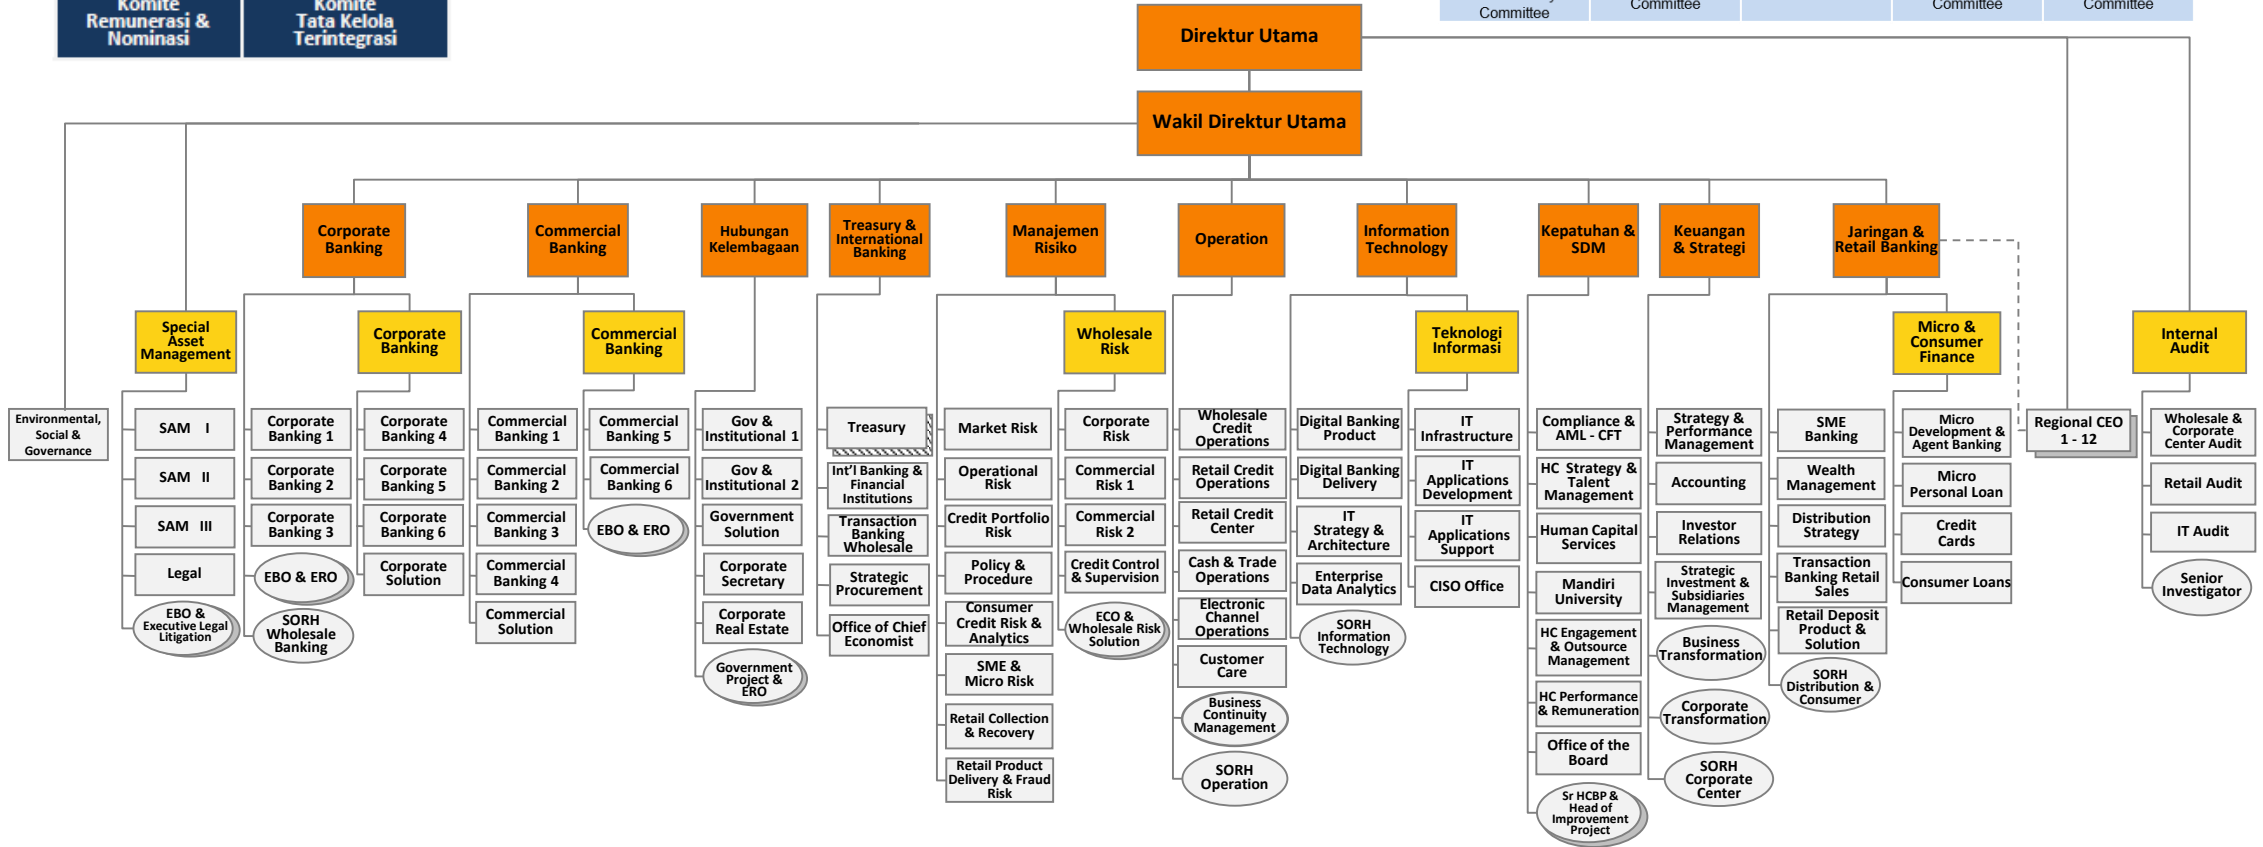 Komite
Remunerasi &
Nominasi
Komite
Tata Kelola
Terintegrasi
Committee
Committee
Committee
Committee
Direktur Utama
Wakil Direktur Utama
Corporate
Banking
Commercial
Banking
Hubungan
Kelembagaan
Treasury &
International
Banking
Manajemen
Risiko
Operation
Information
Technology
Kepatuhan &
SDM
Keuangan
& Strategi
Jaringan &
Retail Banking
Special
Asset
Management
Corporate
Banking
Commercial
Banking
Wholesale
Risk
Teknologi
Informasi
Micro &
Consumer
Finance
Internal
Audit
Environmental,
Social &
Governance
SAM I
SAM II
SAM III
Legal
EBO &
Executive Legal
Litigation
Corporate
Banking 1
Corporate
Banking 2
Corporate
Banking 3
EBO & ERO
SORH
Wholesale
Banking
Corporate
Banking 4
Corporate
Banking 5
Corporate
Banking 6
Corporate
Solution
Commercial
Banking 1
Commercial
Banking 2
Commercial
Banking 3
Commercial
Banking 4
Commercial
Solution
Commercial
Banking 5
Commercial
Banking 6
EBO & ERO
Gov &
Institutional 1
Gov &
Institutional 2
Government
Solution
Corporate
Secretary
Corporate
Real Estate
Government
Project &
ERO
Treasury
Int'l Banking &
Financial
Institutions
Transaction
Banking
Wholesale
Strategic
Procurement
Office of Chief
Economist
Market Risk
Operational
Risk
Credit Portfolio
Risk
Policy &
Procedure
Consumer
Credit Risk &
Analytics
SME &
Micro Risk
Retail Collection
& Recovery
Retail Product
Delivery & Fraud
Risk
Corporate
Risk
Commercial
Risk 1
Commercial
Risk 2
Credit Control
& Supervision
ECO &
Wholesale Risk
Solution
Wholesale
Credit
Operations
Retail Credit
Operations
Retail Credit
Center
Cash & Trade
Operations
Electronic
Channel
Operations
Customer
Care
Business
Continuity
Management
SORH
Operation
Digital Banking
Product
Digital Banking
Delivery
IT
Strategy &
Architecture
Enterprise
Data Analytics
SORH
Information
Technology
IT
Infrastructure
IT
Applications
Development
IT
Applications
Support
CISO Office
Compliance &
AML - CFT
HC Strategy &
Talent
Management
Human Capital
Services
Mandiri
University
HC Engagement
& Outsource
Management
HC Performance
& Remuneration
Office of the
Board
Sr HCBP &
Head of
Improvement
Project
Strategy &
Performance
Management
Accounting
Investor
Relations
Strategic
Investment &
Subsidiaries
Management
Business
Transformation
Corporate
Transformation
SORH
Corporate
Center
SME
Banking
Wealth
Management
Distribution
Strategy
Transaction
Banking Retail
Sales
Retail Deposit
Product &
Solution
SORH
Distribution &
Consumer
Micro
Development &
Agent Banking
Micro
Personal Loan
Credit
Cards
Consumer Loans
Regional CEO
1 - 12
Wholesale &
Corporate
Center Audit
Retail Audit
IT Audit
Senior
Investigator